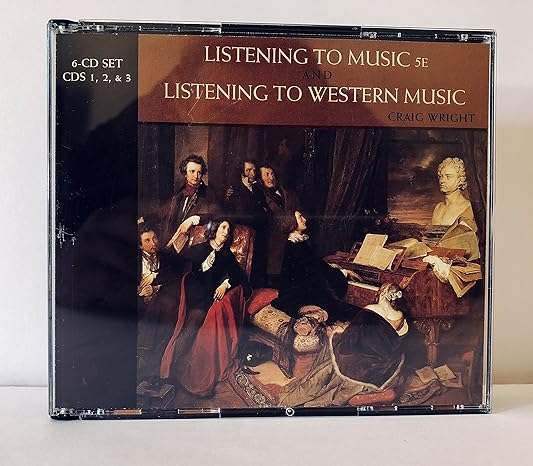 6-CD SET
CDS 1, 2, & 3
LISTENING TO MUSIC 5E
AND
LISTENING TO WESTERN MUSIC
CRAIG WRIGHT